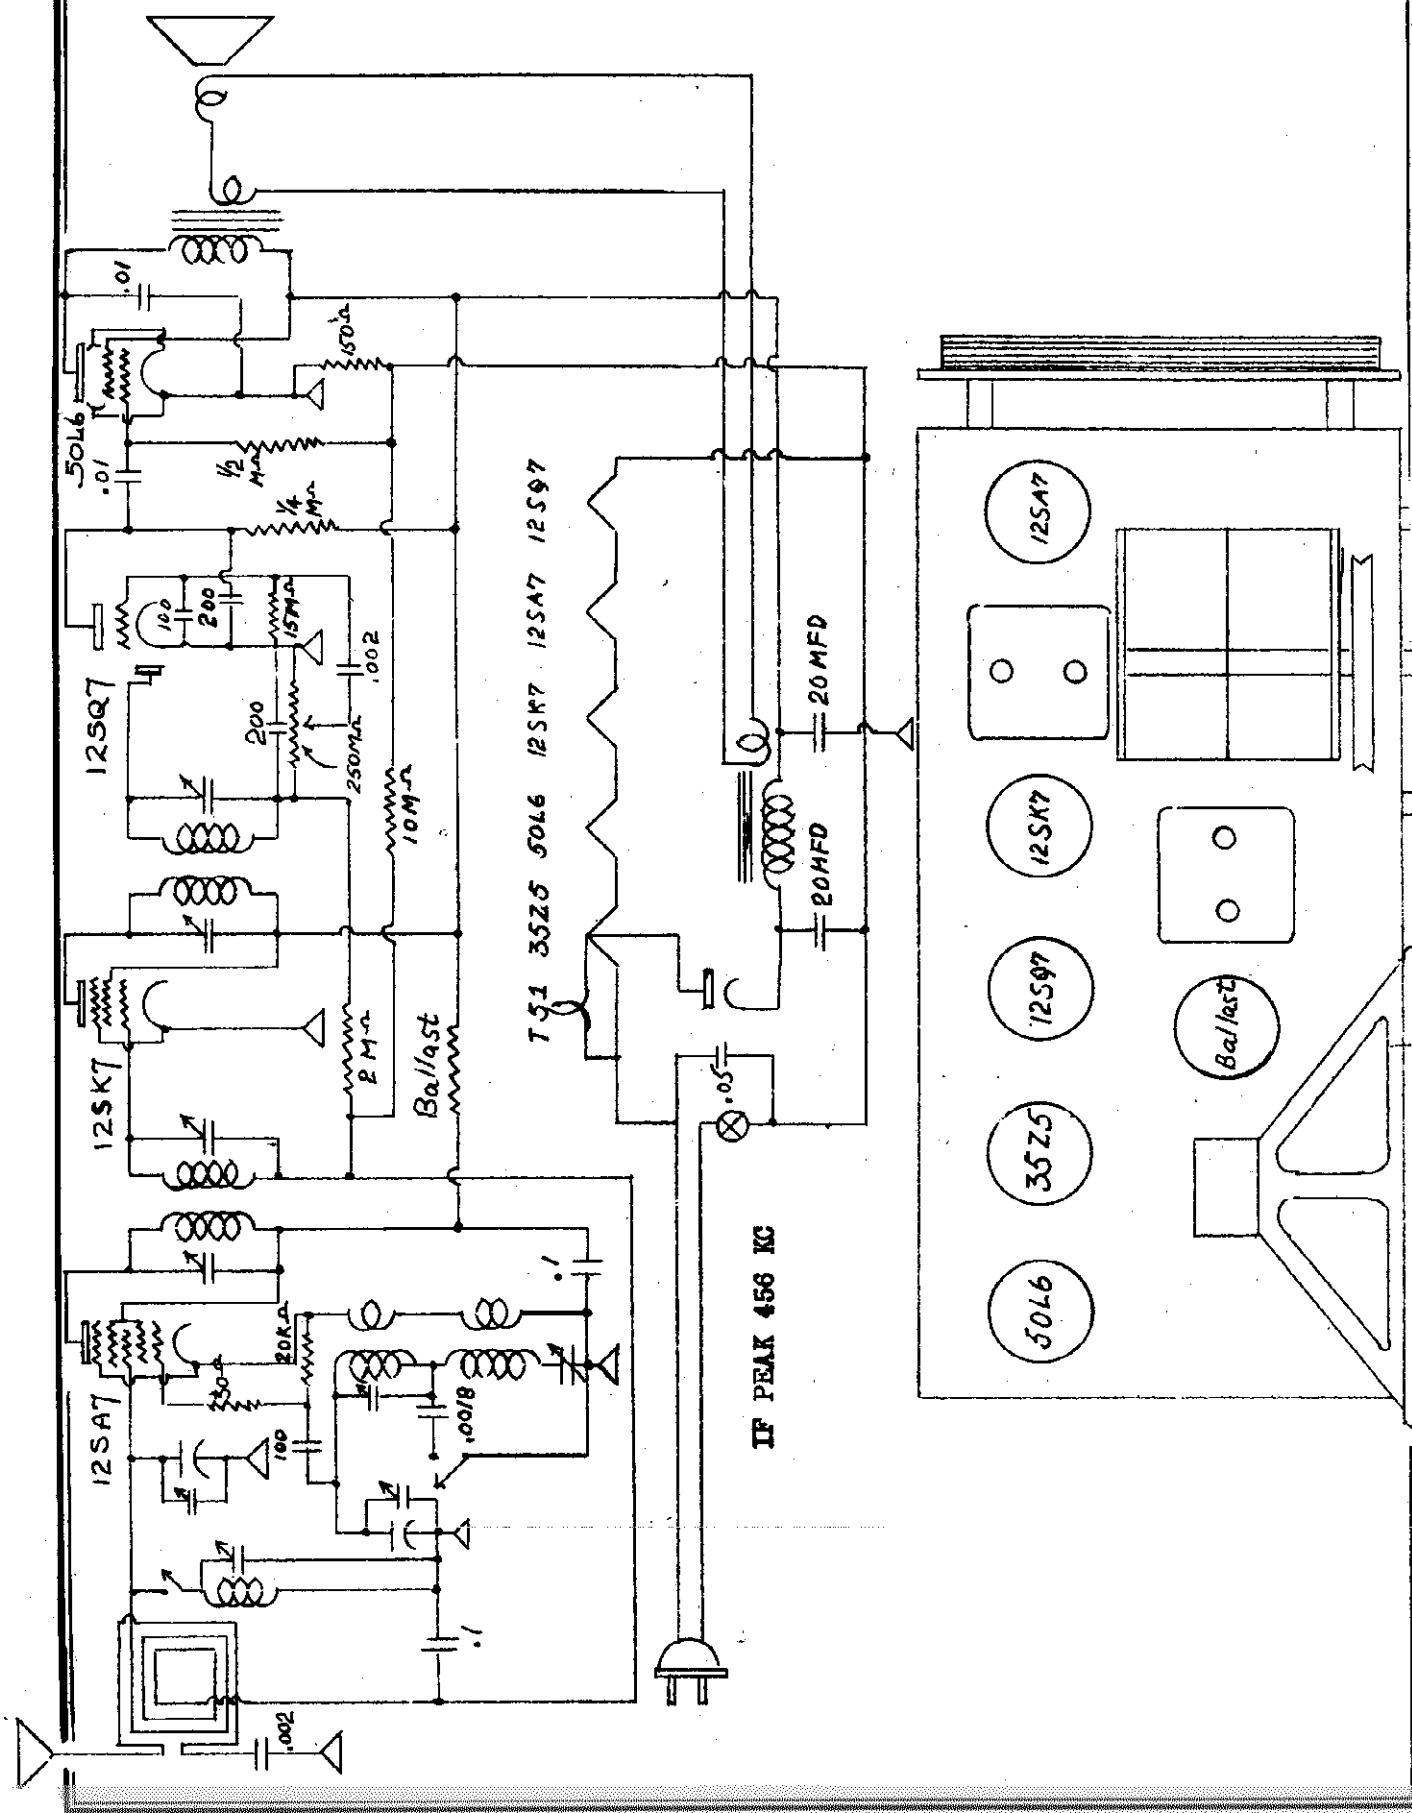 12SA7
12SK7
12SQ7
50L6
.002
.1
100
20KΩ
.0018
.1
2 MΩ
Ballast
200
250MΩ
10MΩ
100
200
15MΩ
.002
.01
½ MΩ
¼ MΩ
150Ω
.01
T51 35Z5 50L6 12SK7 12SA7 12SQ7
.05
20MFD
20MFD
IF PEAK 456 KC
50L6
35Z5
12SQ7
12SK7
12SA7
Ballast